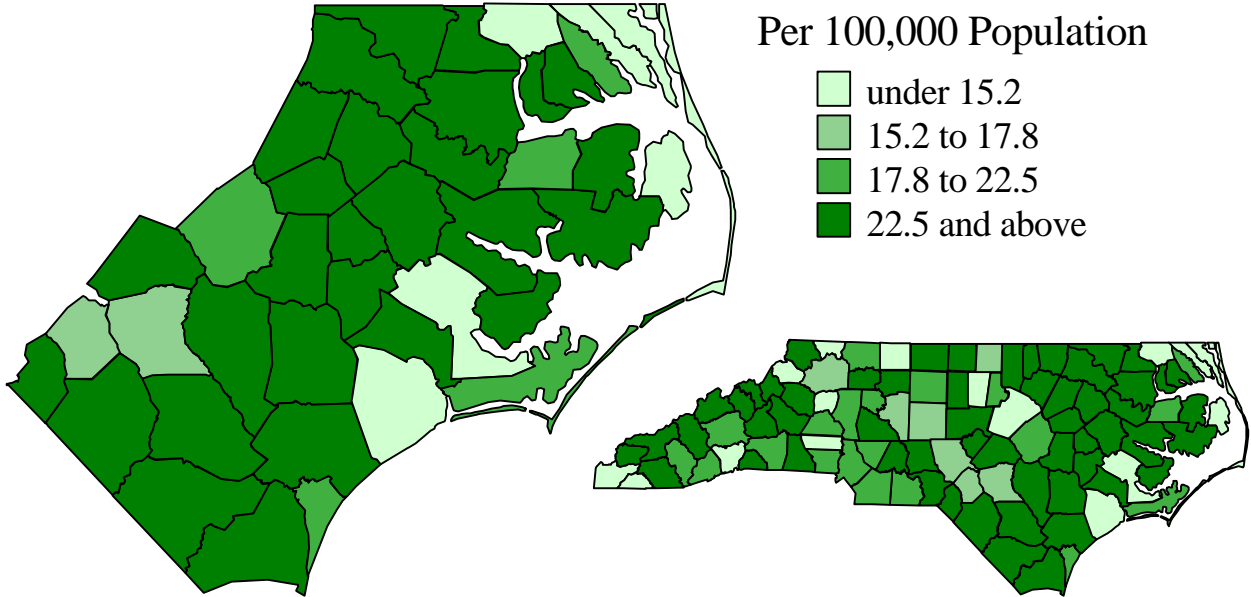 Per 100,000 Population
under 15.2
15.2 to 17.8
17.8 to 22.5
22.5 and above